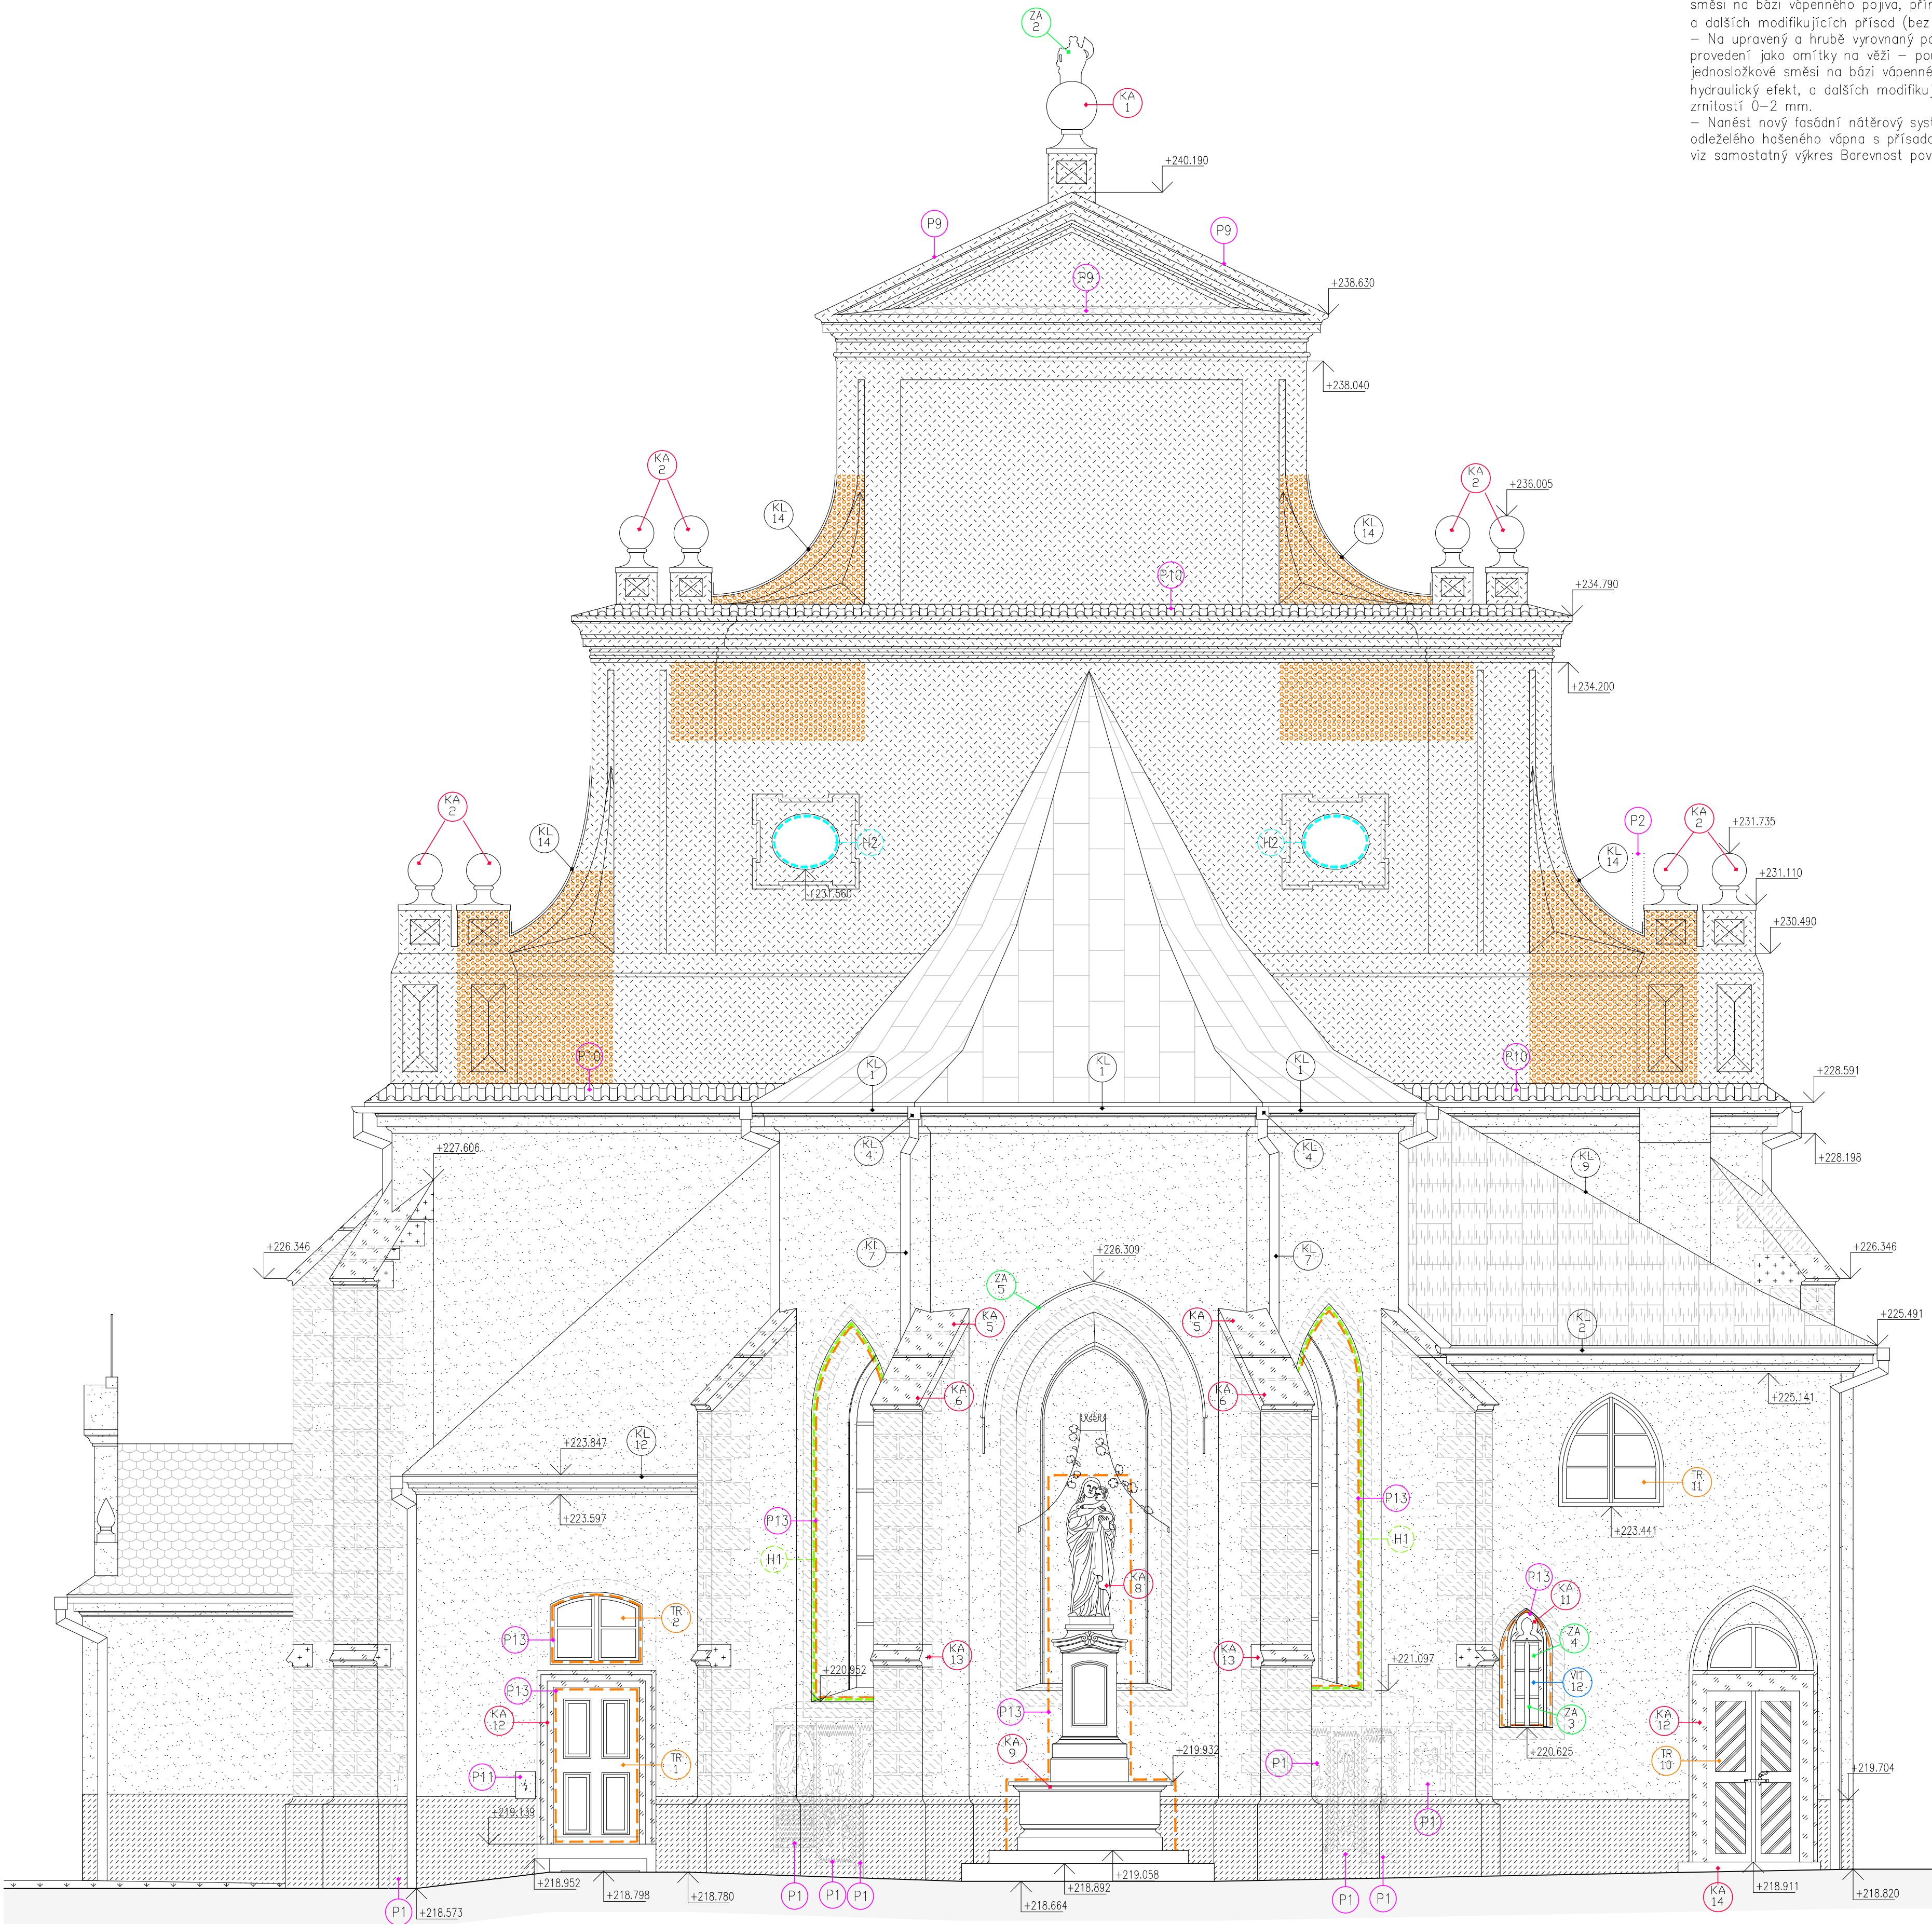 směsi na bázi vápenného pojiva,
a dalších modifikujících přísad (bez
– Na upravený a hrubě vyrovnaný
provedení jako omítky na věži –
jednosložkové směsi na bázi
hydraulický efekt, a dalších
zrnitostí 0–2 mm.
– Nanést nový fasádní nátěrový
odleželého hašeného vápna s
viz samostatný výkres Barevnost
ZA
2
KA
1
+240.190
P9
P9
P9
+238.630
+238.040
KA
2
KA
2
+236.005
KL
14
KL
14
P10
+234.790
+234.200
KA
2
KL
14
H2
H2
KL
14
P2
KA
2
+231.735
+231.560
+231.110
+230.490
P10
KL
1
KL
1
KL
1
P10
+228.591
+227.606
KL
4
KL
4
KL
9
+228.198
+226.346
KL
7
+226.309
KL
7
+226.346
ZA
5
KA
5
KA
5
KL
2
+225.491
KA
6
KA
6
+225.141
+223.847
KL
12
TR
11
+223.597
P13
P13
+223.441
H1
H1
KA
8
P13
KA
11
TR
2
P13
ZA
4
KA
13
KA
13
+220.952
+221.097
VIT
12
P13
KA
12
P13
ZA
3
KA
12
+220.625
KA
9
+219.932
TR
1
P1
TR
10
P11
+219.704
+219.139
P1
+219.058
+218.952
+218.798
+218.780
P1
P1
P1
+218.892
+218.664
P1
P1
KA
14
+218.911
+218.820
P1
+218.573